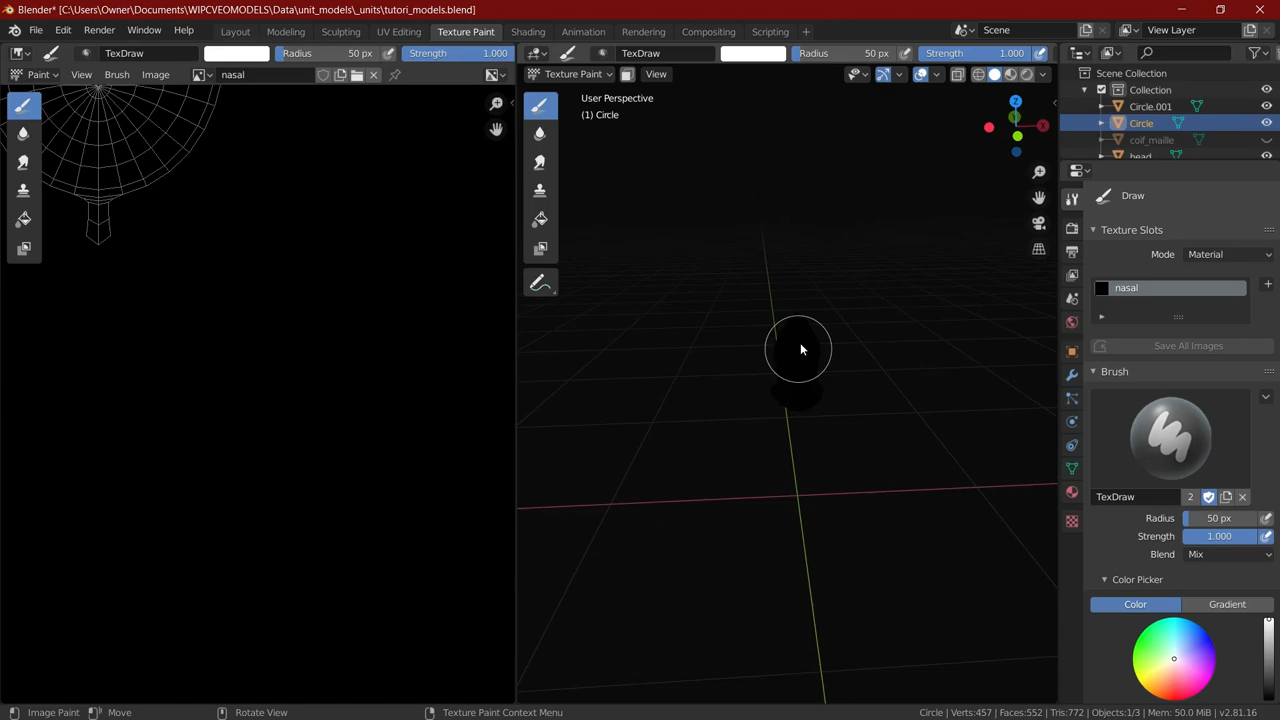 Blender* [C:\Users\Owner\Documents\WIPCVEOMODELS\Data\unit_models\_units\tutori_models.blend]
File Edit Render Window Help Layout Modeling Sculpting UV Editing Texture Paint Shading Animation Rendering Compositing Scripting + Scene View Layer
TexDraw Radius 50 px Strength 1.000 TexDraw Radius 50 px Strength 1.000
Paint View Brush Image nasal Texture Paint View
Scene Collection
Collection
Circle.001
Circle
coif_maille
head
User Perspective
(1) Circle
Z
X
Draw
Texture Slots
Mode Material
nasal
Save All Images
Brush
TexDraw 2
Radius 50 px
Strength 1.000
Blend Mix
Color Picker
Color Gradient
Image Paint Move Rotate View Texture Paint Context Menu Circle | Verts:457 | Faces:552 | Tris:772 | Objects:1/3 | Mem: 50.0 MiB | v2.81.16